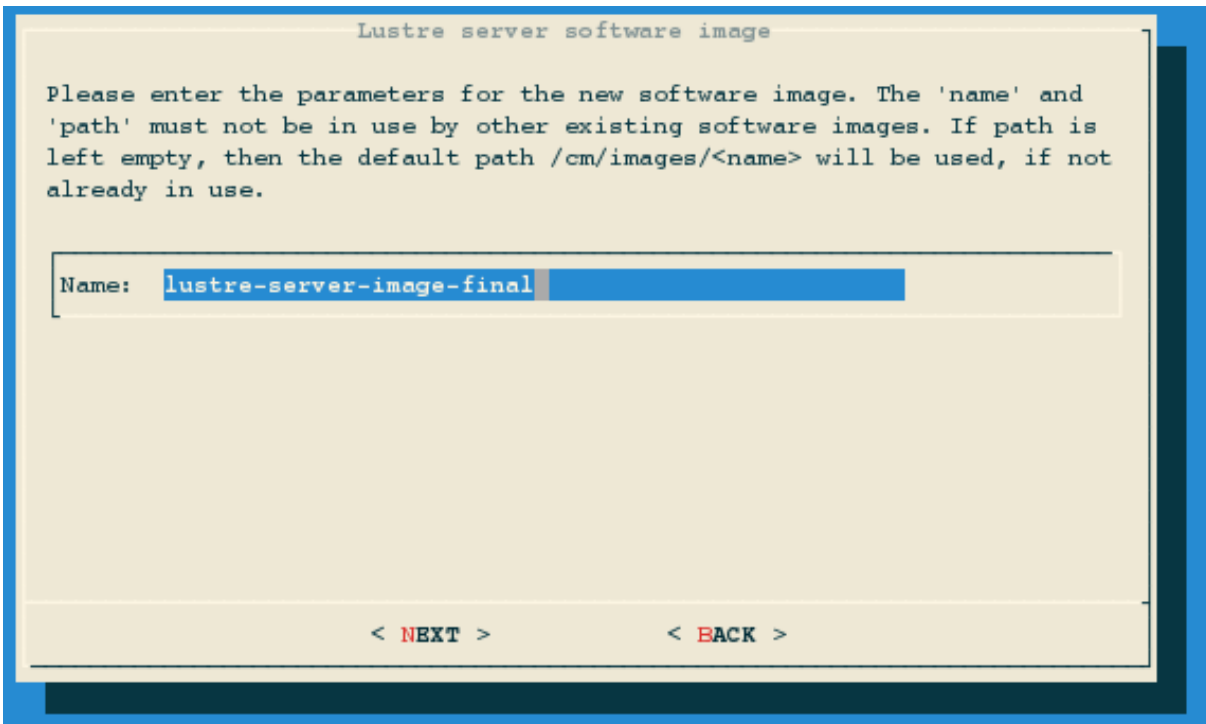 Lustre server software image
Please enter the parameters for the new software image. The 'name' and
'path' must not be in use by other existing software images. If path is
left empty, then the default path /cm/images/<name> will be used, if not
already in use.
Name: lustre-server-image-final
< NEXT > < BACK >